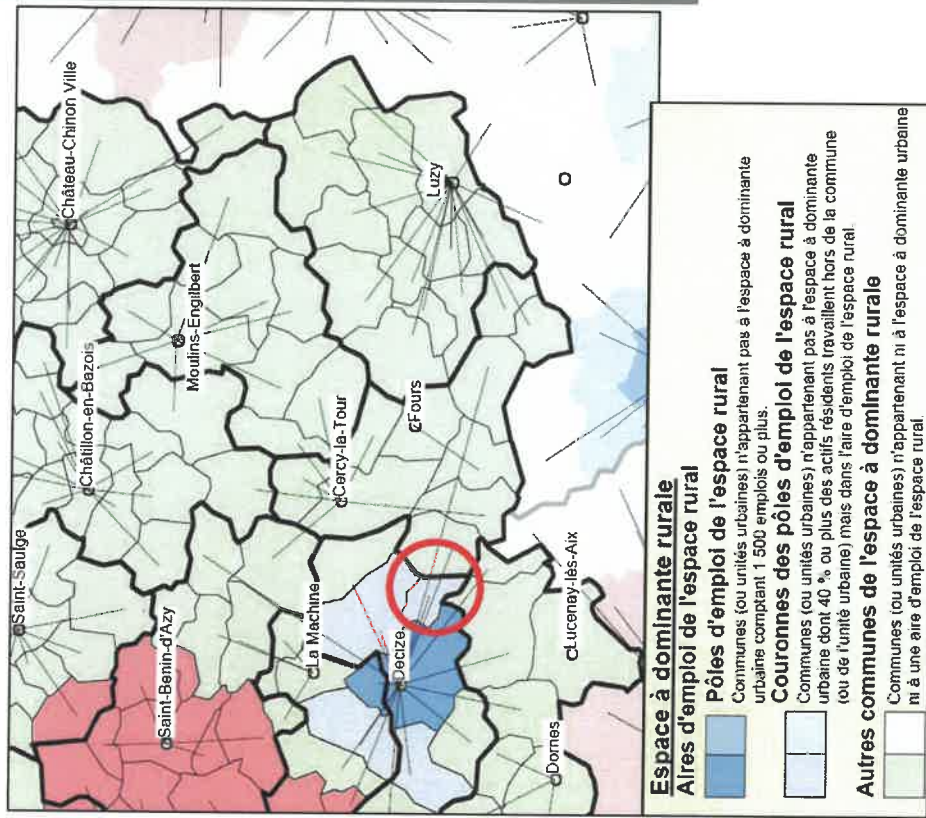 Saint-Saulge
Châtillon-en-Bazois
Château-Chinon Ville
Saint-Benin-d'Azy
Moulins-Engilbert
La Machine
Cercy-la-Tour
Decize
Fours
Luzy
Dornes
Lucenay-lès-Aix
Espace à dominante rurale
Aires d'emploi de l'espace rural
Pôles d'emploi de l'espace rural
Communes (ou unités urbaines) n'appartenant pas à l'espace à dominante
urbaine comptant 1 500 emplois ou plus.
Couronnes des pôles d'emploi de l'espace rural
Communes (ou unités urbaines) n'appartenant pas à l'espace à dominante
urbaine dont 40 % ou plus des actifs résidents travaillent hors de la commune
(ou de l'unité urbaine) mais dans l'aire d'emploi de l'espace rural.
Autres communes de l'espace à dominante rurale
Communes (ou unités urbaines) n'appartenant ni à l'espace à dominante urbaine
ni à une aire d'emploi de l'espace rural.